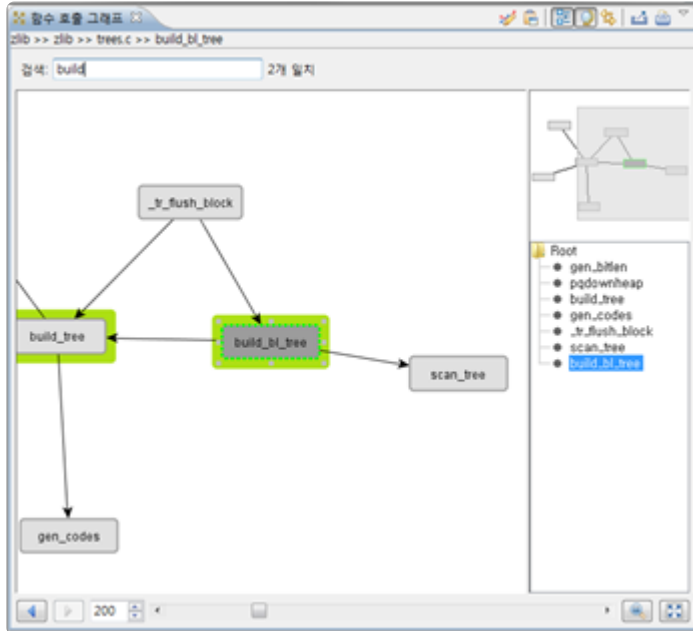 함수 호출 그래프
zlib >> zlib >> trees.c >> build_bl_tree
검색: build
2개 일치
_tr_flush_block
build_tree
build_bl_tree
scan_tree
gen_codes
Root
gen_bitlen
pqdownheap
build_tree
gen_codes
_tr_flush_block
scan_tree
build_bl_tree
200